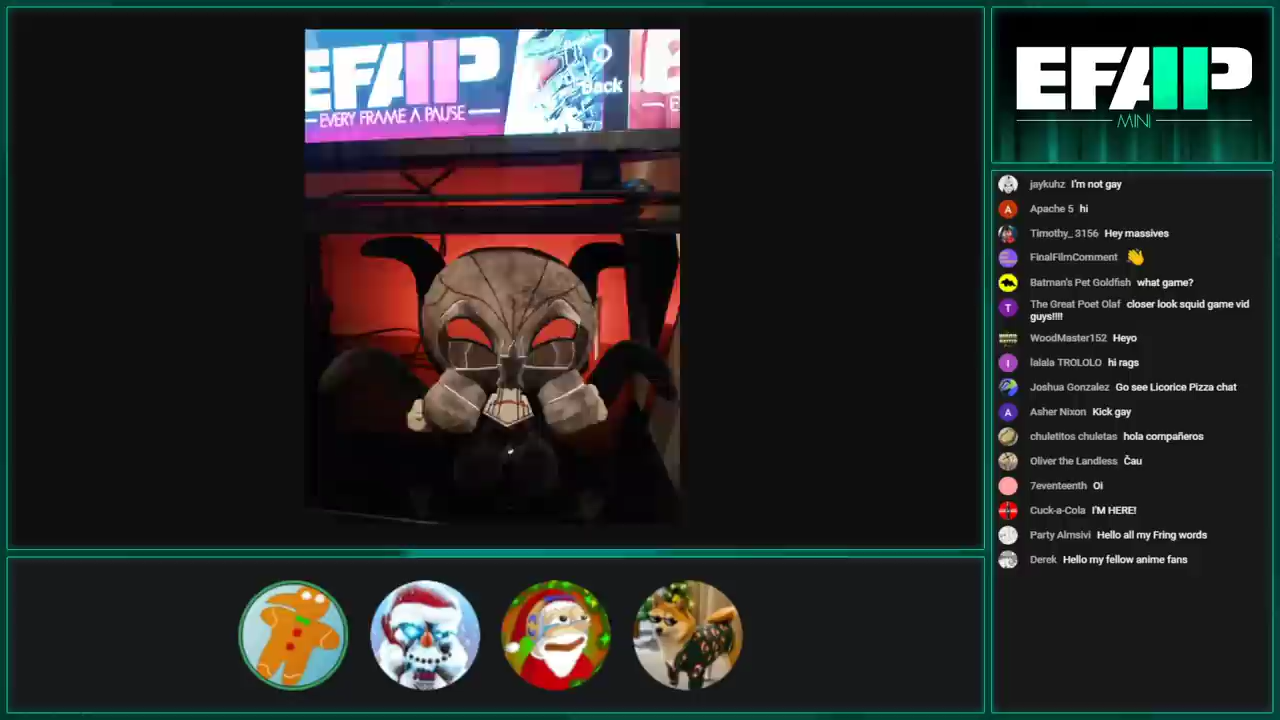 EFAP
EVERY FRAME A PAUSE
Back
EFAP
MINI
jaykuhz I'm not gay
Apache 5 hi
Timothy_ 3156 Hey massives
FinalFilmComment 👋
Batman's Pet Goldfish what game?
The Great Poet Olaf closer look squid game vid
guys!!!!
WoodMaster152 Heyo
lalala TROLOLO hi rags
Joshua Gonzalez Go see Licorice Pizza chat
Asher Nixon Kick gay
chuletitos chuletas hola compañeros
Oliver the Landless Čau
7eventeenth Oi
Cuck-a-Cola I'M HERE!
Party Almsivi Hello all my Fring words
Derek Hello my fellow anime fans